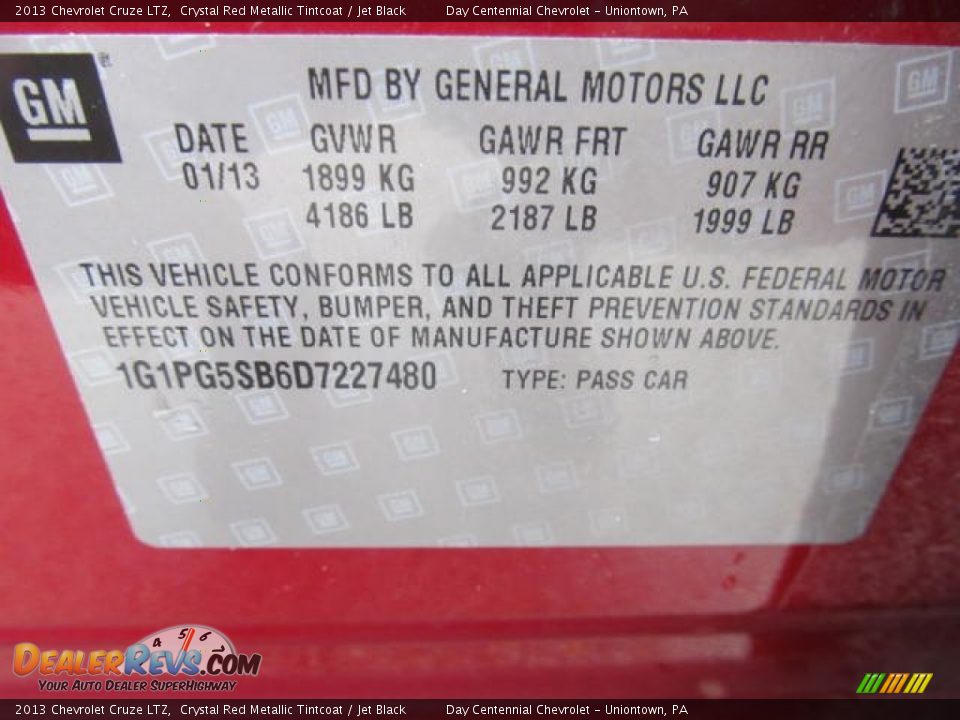 2013 Chevrolet Cruze LTZ, Crystal Red Metallic Tintcoat / Jet Black Day Centennial Chevrolet - Uniontown, PA
GM
MFD BY GENERAL MOTORS LLC
DATE GVWR GAWR FRT GAWR RR
01/13 1899 KG 992 KG 907 KG
4186 LB 2187 LB 1999 LB
THIS VEHICLE CONFORMS TO ALL APPLICABLE U.S. FEDERAL MOTOR
VEHICLE SAFETY, BUMPER, AND THEFT PREVENTION STANDARDS IN
EFFECT ON THE DATE OF MANUFACTURE SHOWN ABOVE.
1G1PG5SB6D7227480 TYPE: PASS CAR
4 5 6
DEALERREVS.COM
YOUR AUTO DEALER SUPERHIGHWAY
2013 Chevrolet Cruze LTZ, Crystal Red Metallic Tintcoat / Jet Black Day Centennial Chevrolet - Uniontown, PA